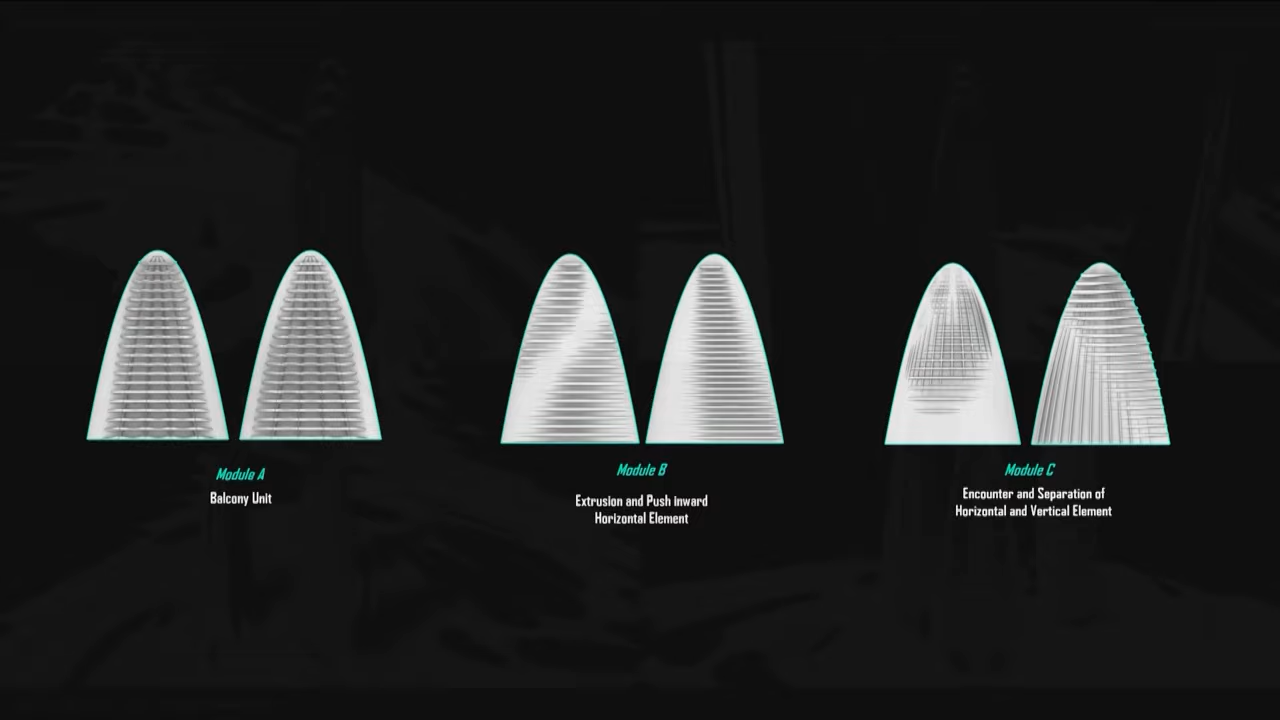 Module A
Balcony Unit
Module B
Extrusion and Push inward
Horizontal Element
Module C
Encounter and Separation of
Horizontal and Vertical Element